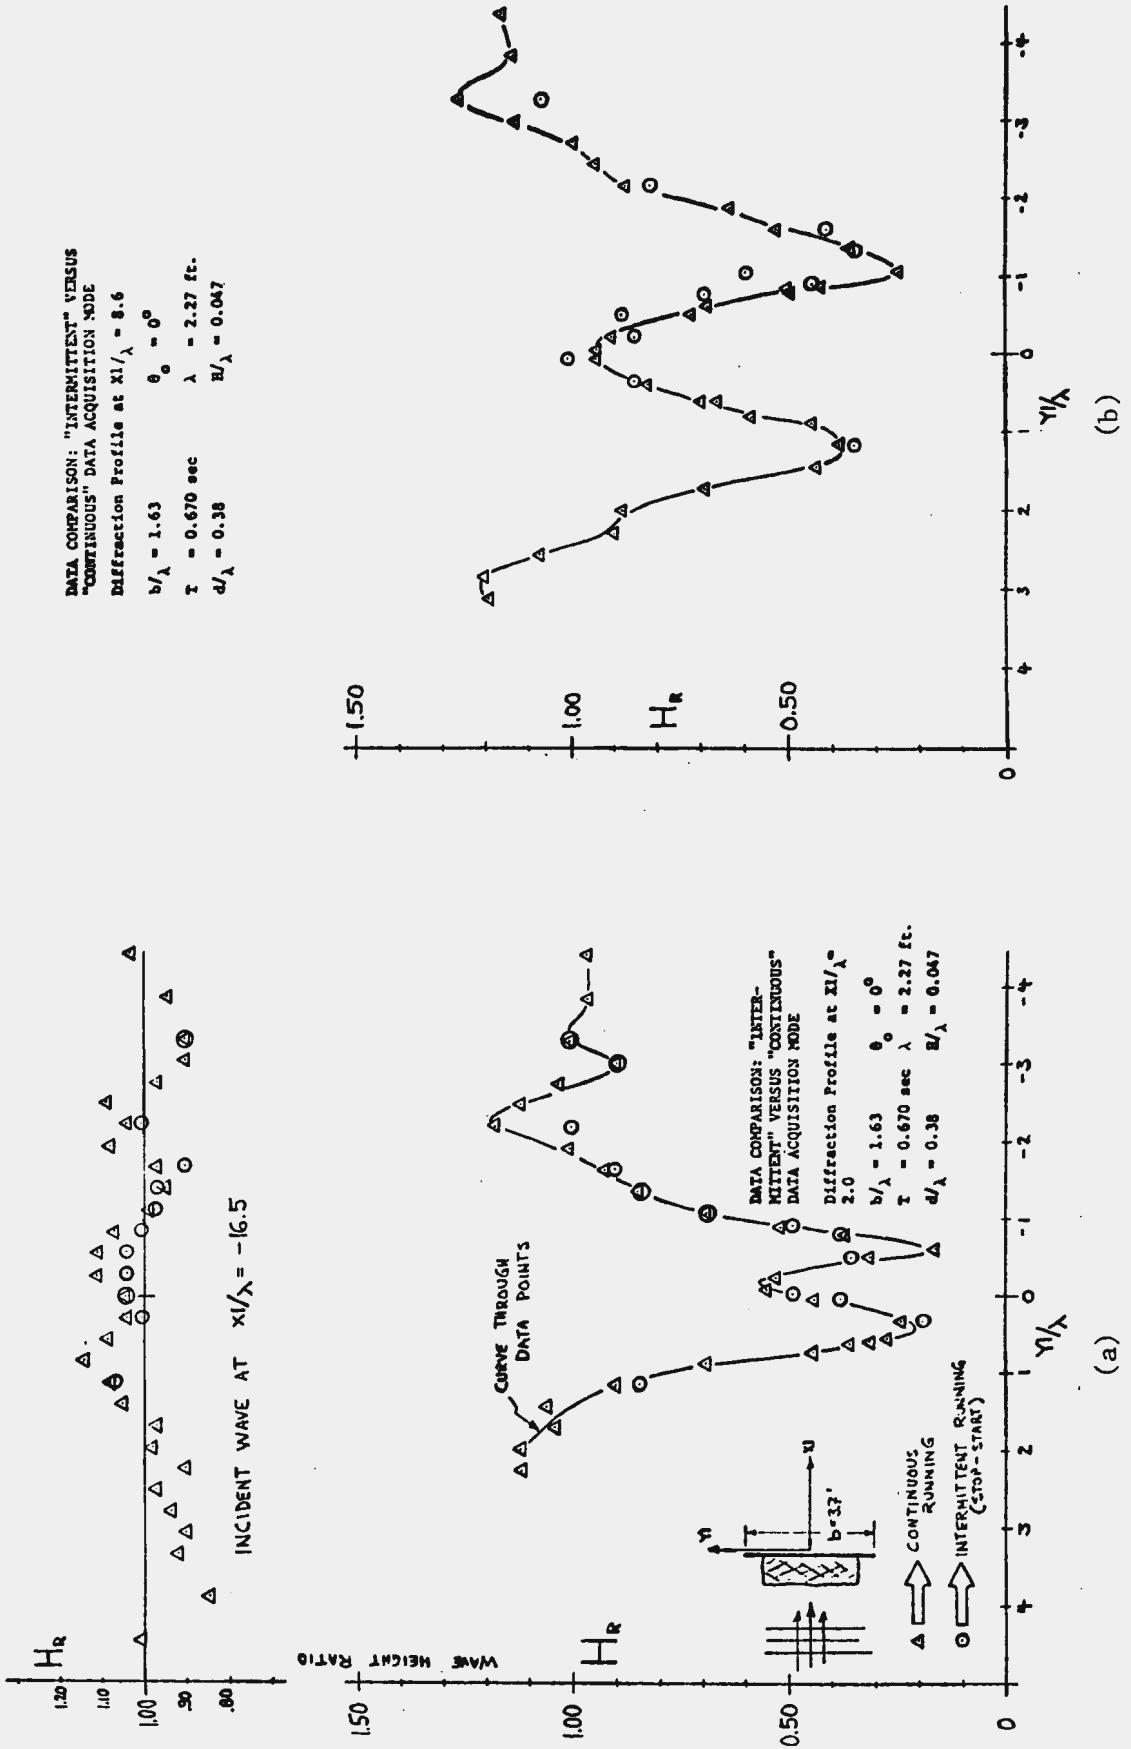 H_R
1.20
1.10
1.00
.90
.80
INCIDENT WAVE AT X1/λ = -16.5
WAVE HEIGHT RATIO
H_R
1.50
1.00
0.50
0
CURVE THROUGH
DATA POINTS
DATA COMPARISON: "INTER-
MITTENT" VERSUS "CONTINUOUS"
DATA ACQUISITION MODE
Diffraction Profile at X1/λ =
2.0
b/λ = 1.63 θ_o = 0°
T = 0.670 sec λ = 2.27 ft.
d/λ = 0.38 H/λ = 0.047
Y1
X1
b=3.7'
CONTINUOUS
RUNNING
INTERMITTENT RUNNING
(STOP-START)
4 3 2 1 0 -1 -2 -3 -4
Y1/λ
(a)
DATA COMPARISON: "INTERMITTENT" VERSUS
"CONTINUOUS" DATA ACQUISITION MODE
Diffraction Profile at X1/λ = 8.6
b/λ = 1.63 θ_o = 0°
T = 0.670 sec λ = 2.27 ft.
d/λ = 0.38 H/λ = 0.047
1.50
1.00
H_R
0.50
0
4 3 2 1 0 -1 -2 -3 -4
Y1/λ
(b)